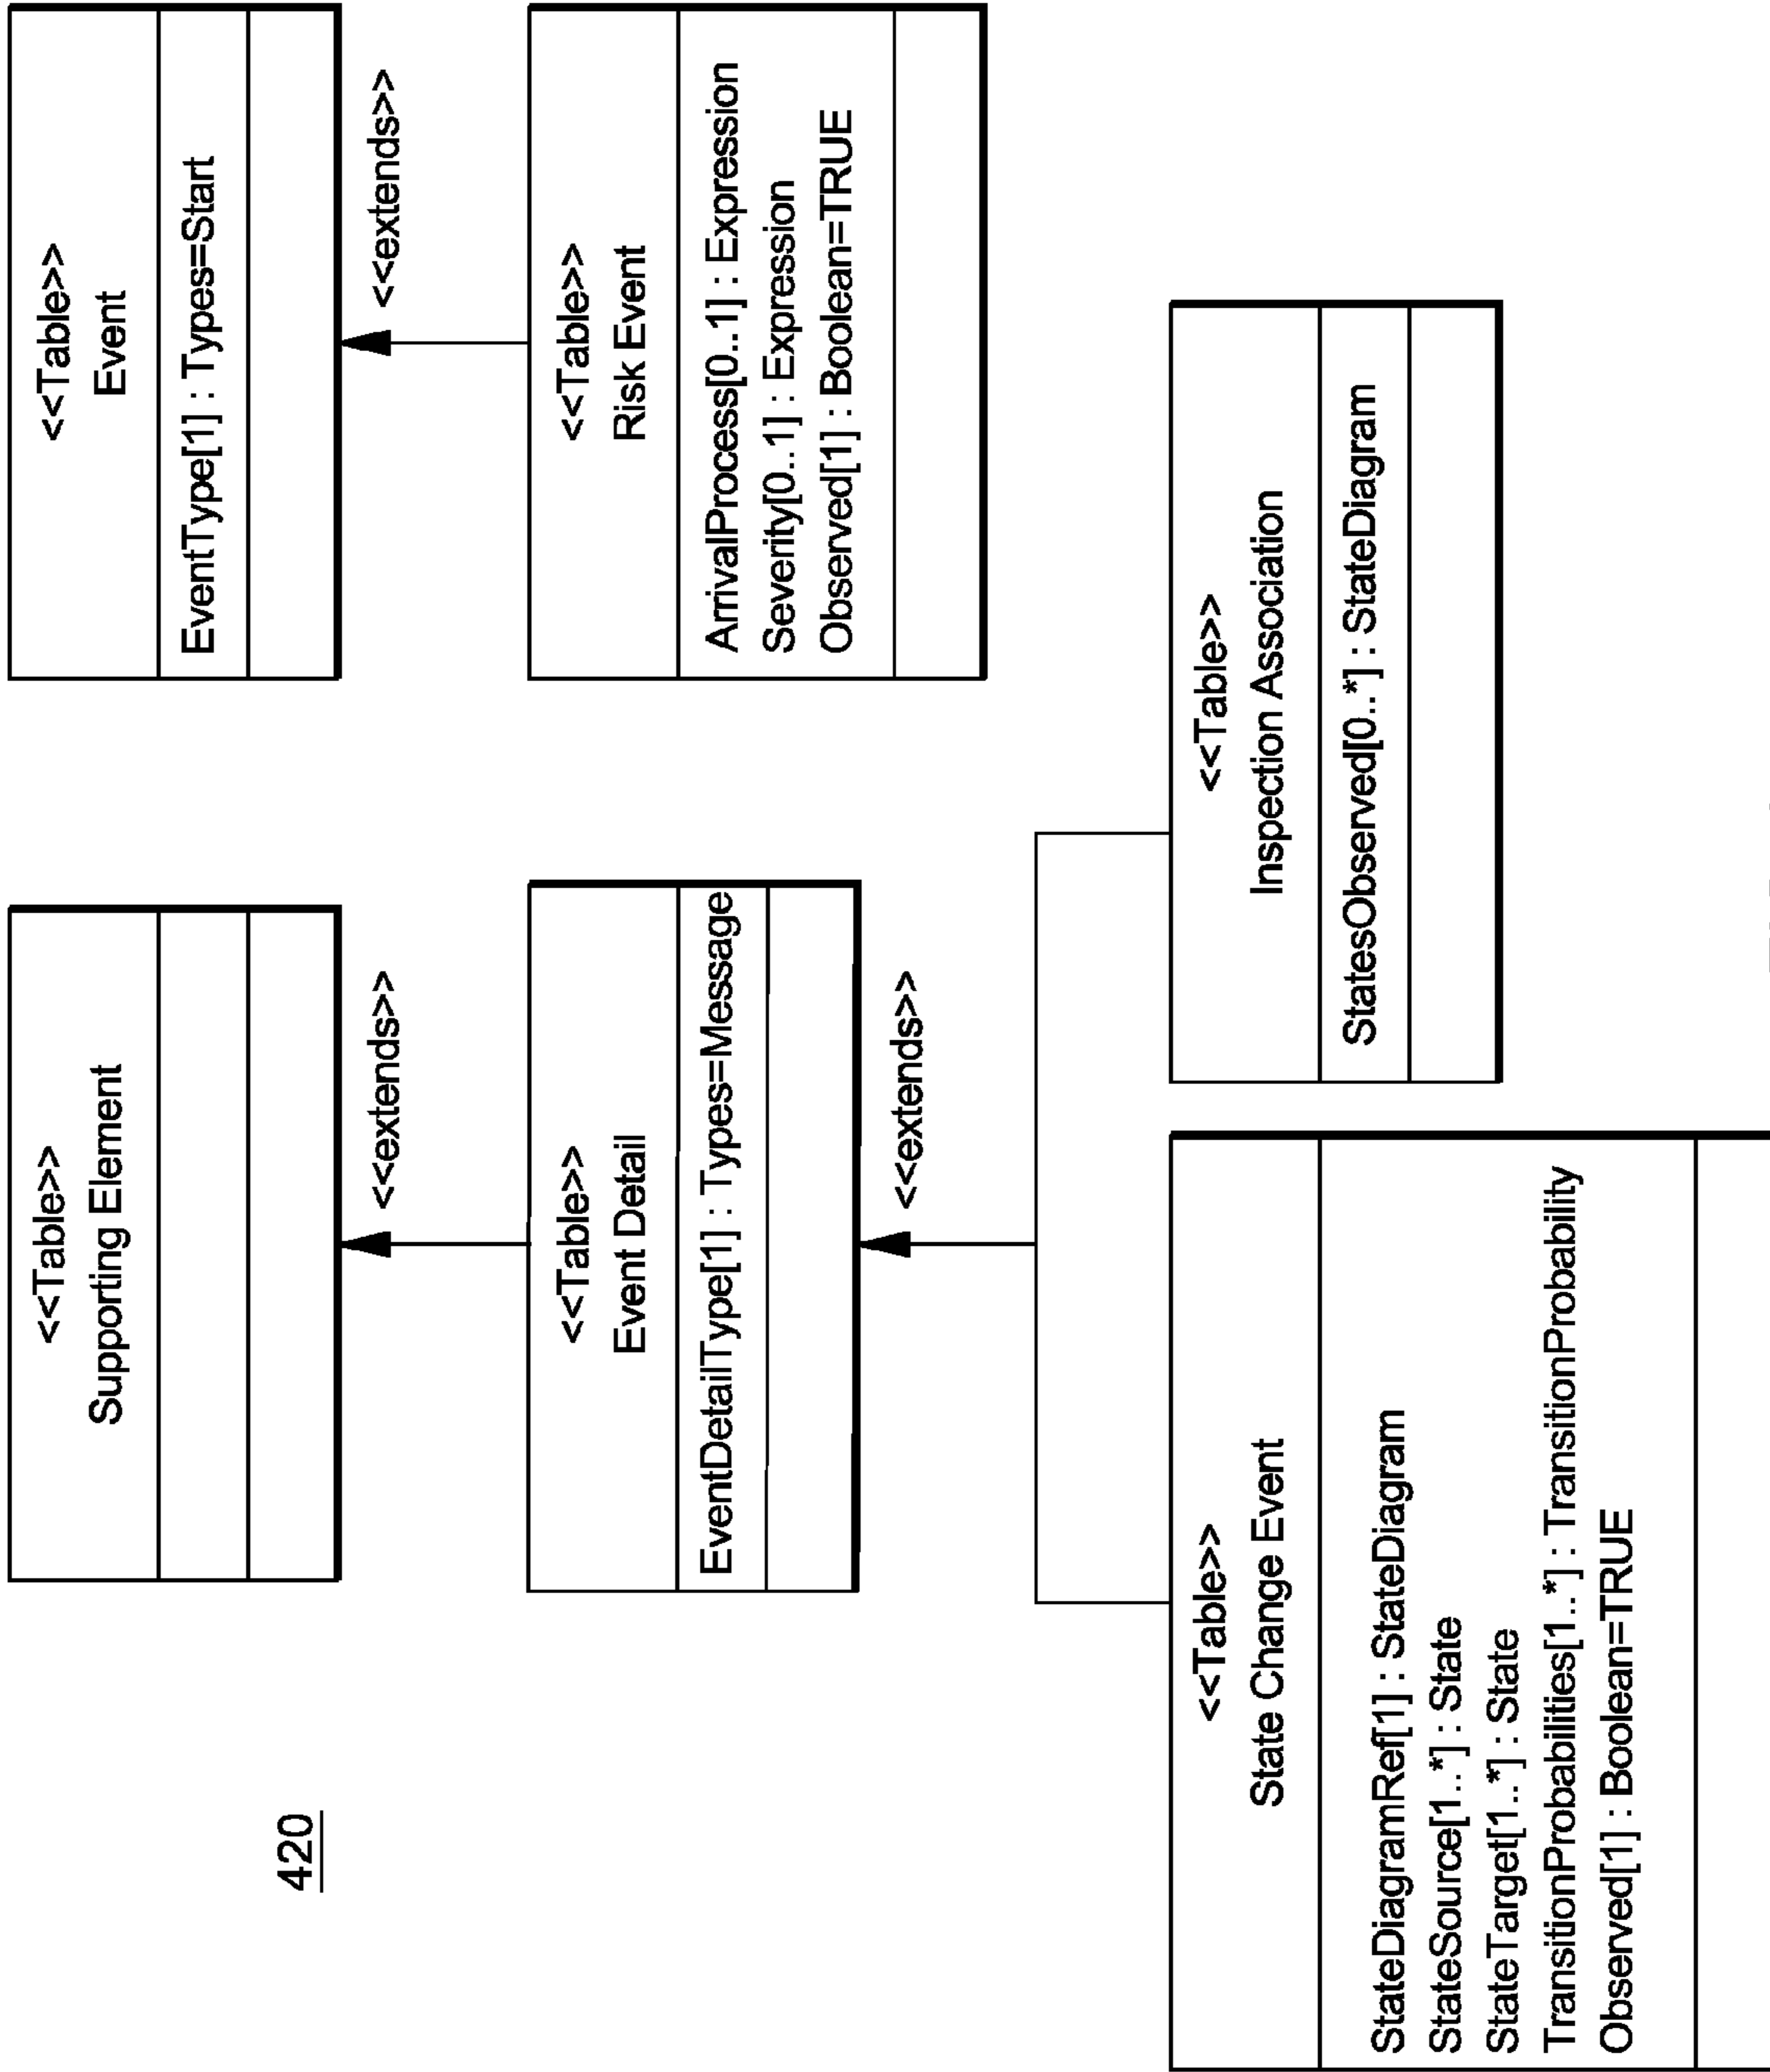 420
<<Table>>
Supporting Element
<<extends>>
<<Table>>
Event Detail
EventDetailType[1] : Types=Message
<<extends>>
<<Table>>
State Change Event
StateDiagramRef[1] : StateDiagram
StateSource[1..*] : State
StateTarget[1..*] : State
TransitionProbabilities[1..*] : TransitionProbability
Observed[1] : Boolean=TRUE
<<Table>>
Inspection Association
StatesObserved[0..*] : StateDiagram
<<Table>>
Event
EventType[1] : Types=Start
<<extends>>
<<Table>>
Risk Event
ArrivalProcess[0..1] : Expression
Severity[0..1] : Expression
Observed[1] : Boolean=TRUE